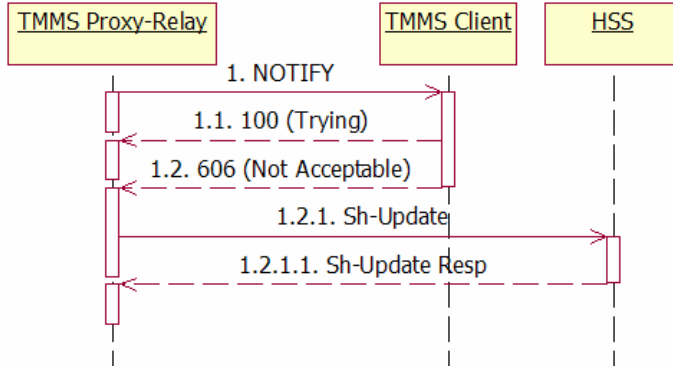 TMMS Proxy-Relay
TMMS Client
HSS
1. NOTIFY
1.1. 100 (Trying)
1.2. 606 (Not Acceptable)
1.2.1. Sh-Update
1.2.1.1. Sh-Update Resp